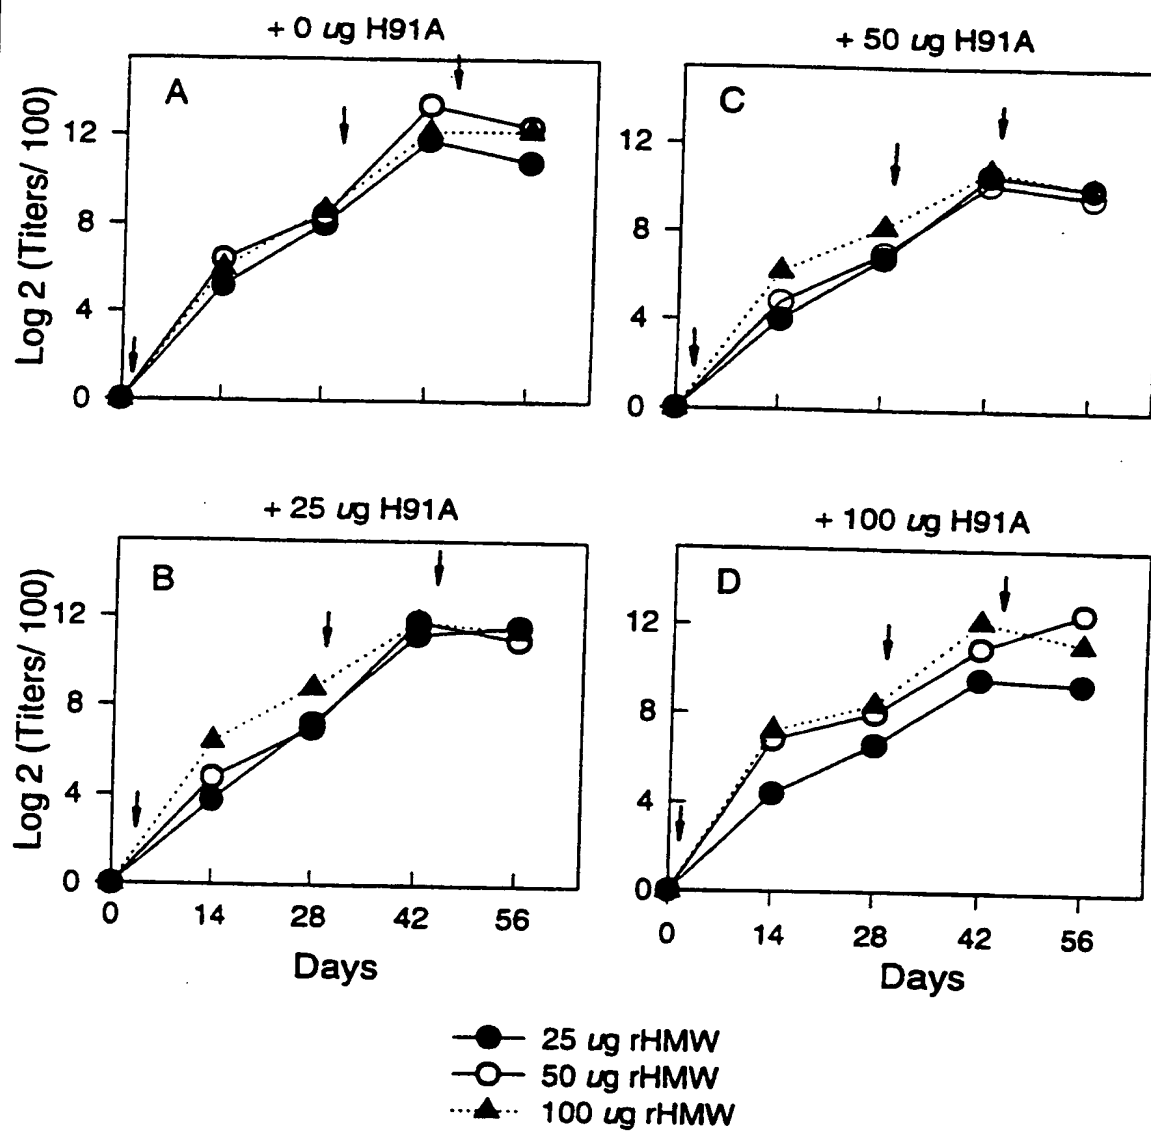 + 0 ug H91A
A
Log 2 (Titers/ 100)
12
8
4
0
+ 50 ug H91A
C
12
8
4
0
+ 25 ug H91A
B
Log 2 (Titers/ 100)
12
8
4
0
0 14 28 42 56
Days
+ 100 ug H91A
D
12
8
4
0
0 14 28 42 56
Days
25 ug rHMW
50 ug rHMW
100 ug rHMW